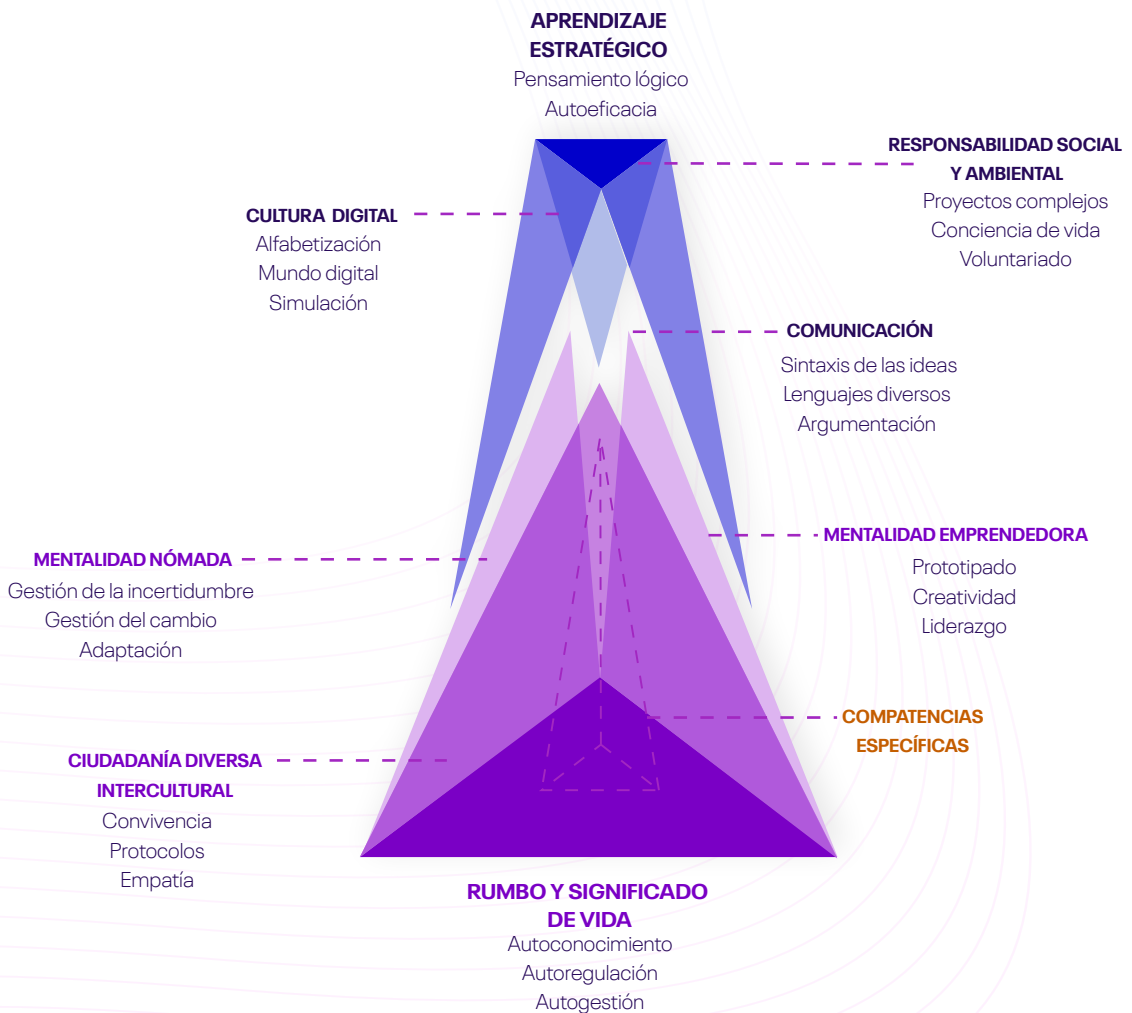 APRENDIZAJE
ESTRATÉGICO
Pensamiento lógico
Autoeficacia
RESPONSABILIDAD SOCIAL
Y AMBIENTAL
Proyectos complejos
Conciencia de vida
Voluntariado
CULTURA DIGITAL
Alfabetización
Mundo digital
Simulación
COMUNICACIÓN
Sintaxis de las ideas
Lenguajes diversos
Argumentación
MENTALIDAD NÓMADA
Gestión de la incertidumbre
Gestión del cambio
Adaptación
MENTALIDAD EMPRENDEDORA
Prototipado
Creatividad
Liderazgo
COMPATENCIAS
ESPECÍFICAS
CIUDADANÍA DIVERSA
INTERCULTURAL
Convivencia
Protocolos
Empatía
RUMBO Y SIGNIFICADO
DE VIDA
Autoconocimiento
Autoregulación
Autogestión